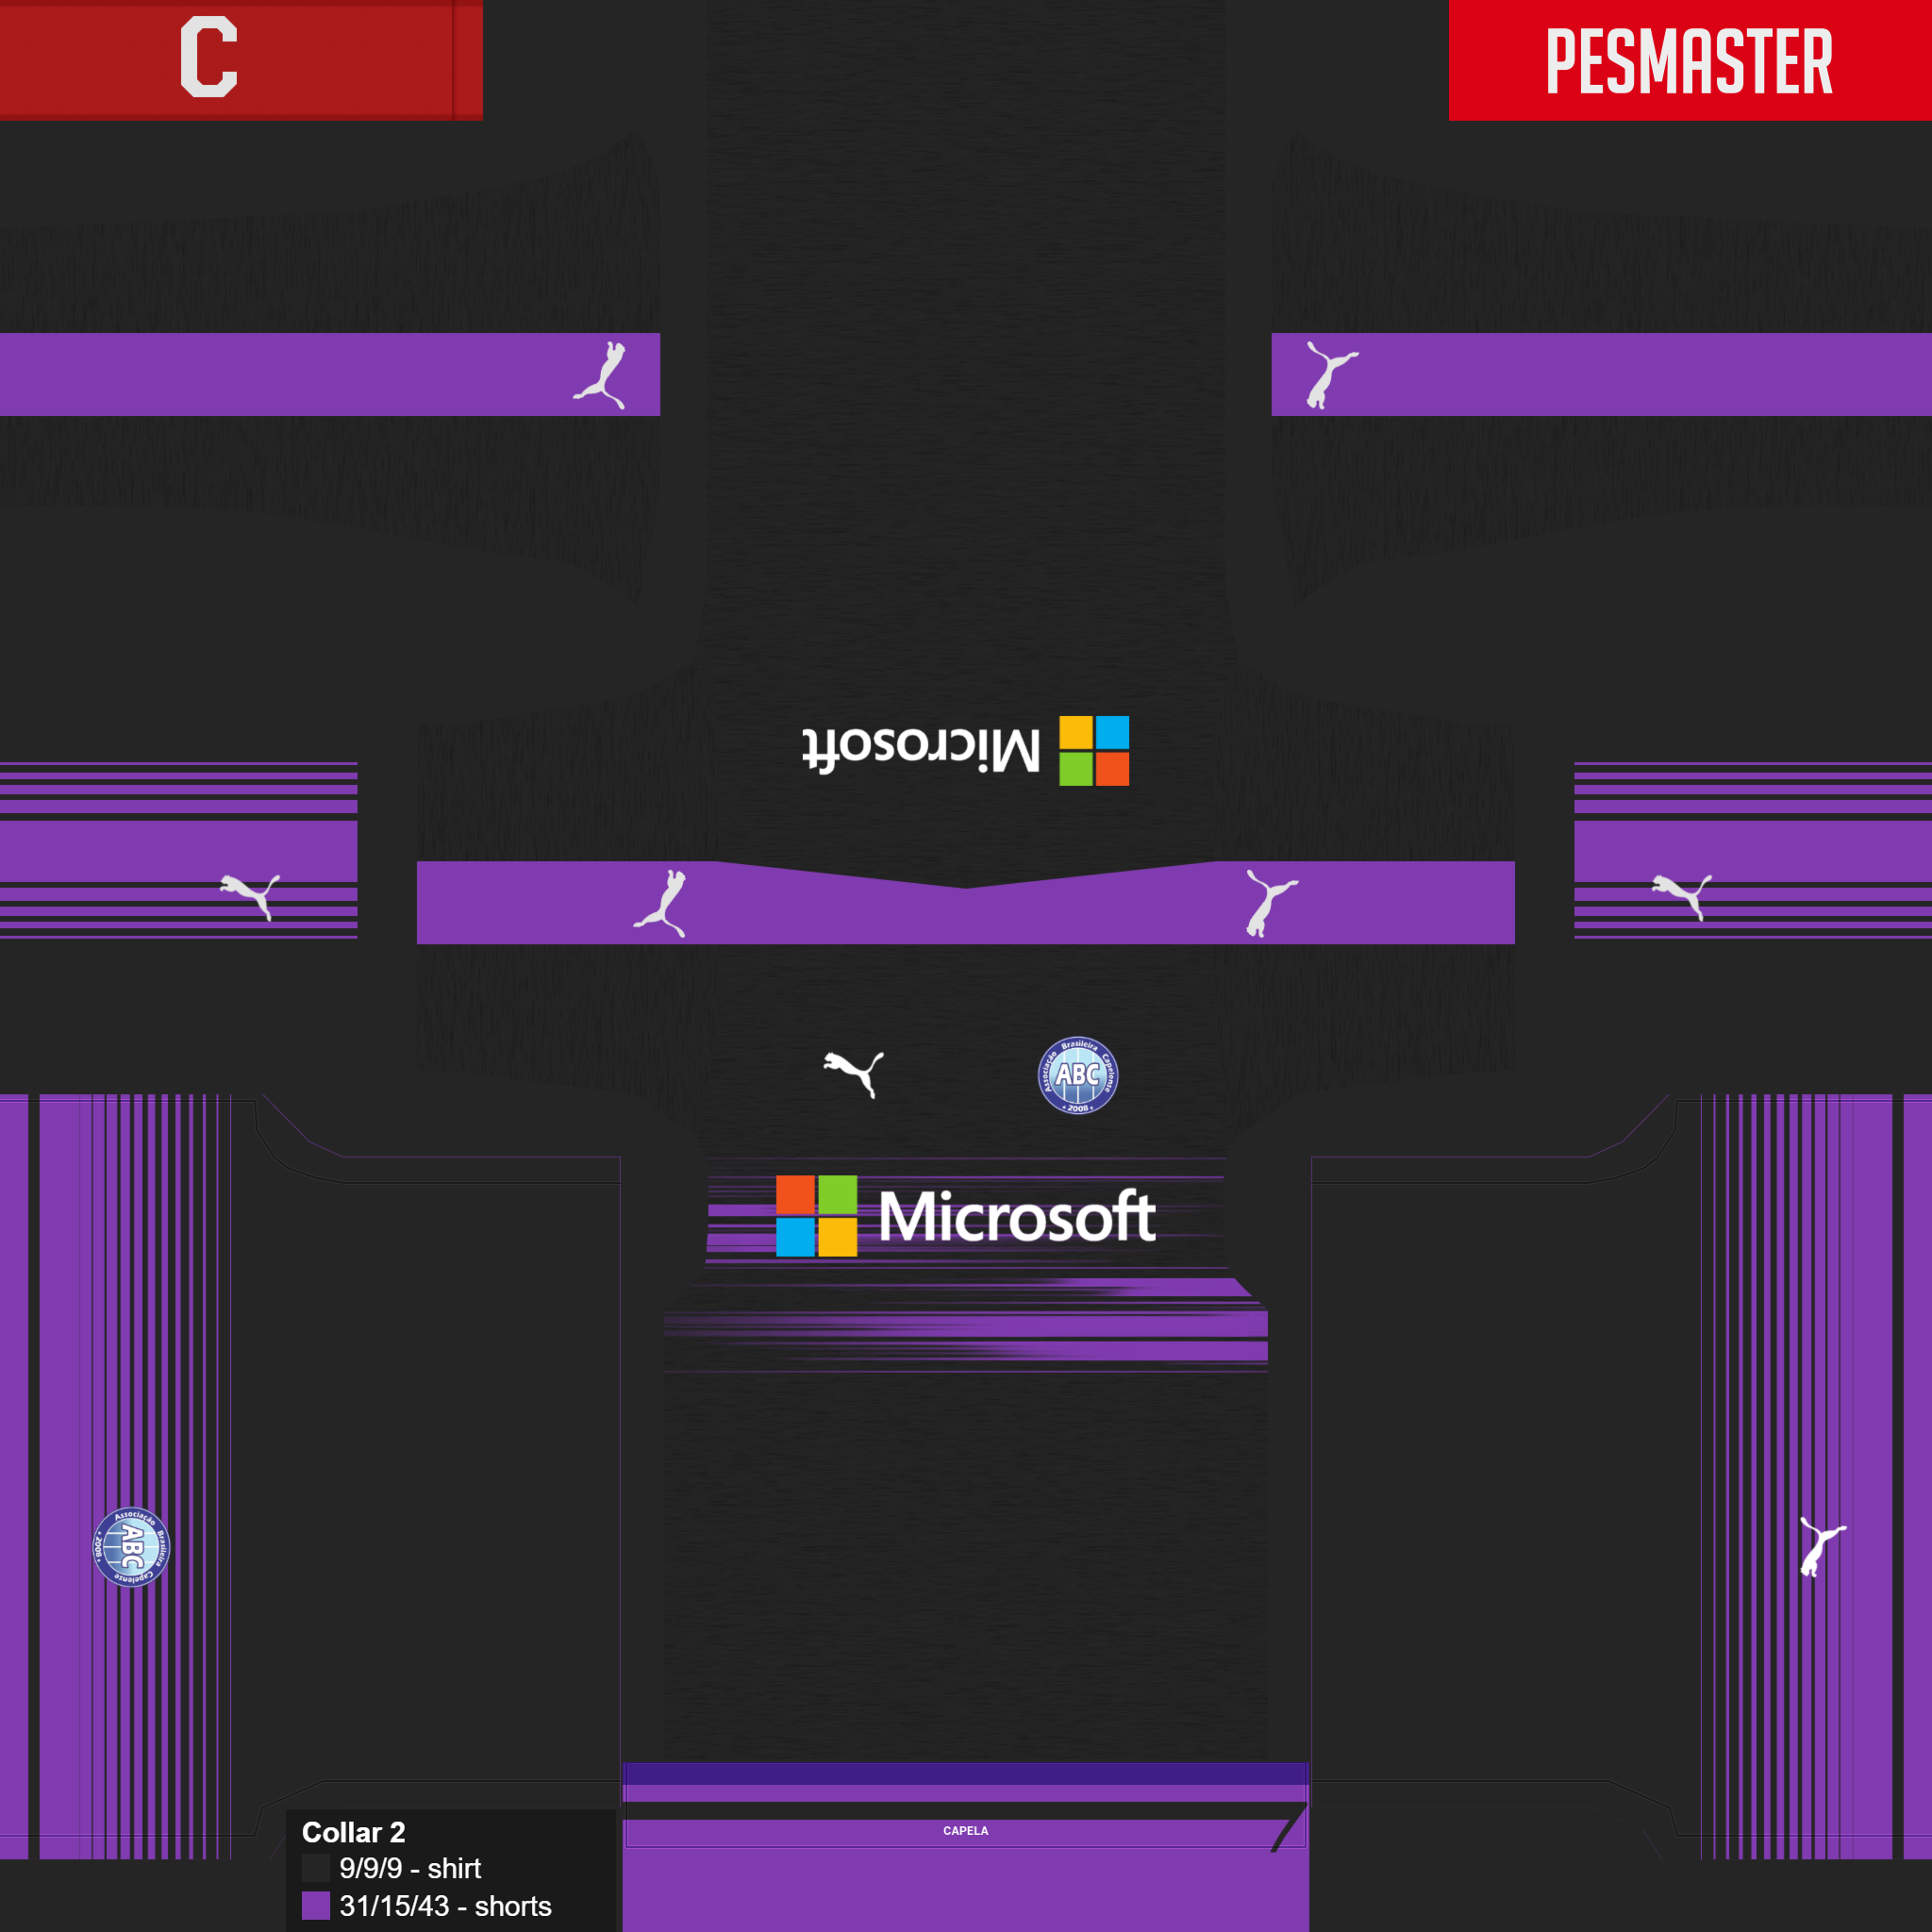 C
PESMASTER
Microsoft
Associação Brasileira Capelense
ABC
• 2008 •
Microsoft
Associação Brasileira Capelense
ABC
• 2008 •
CAPELA
Collar 2
9/9/9 - shirt
31/15/43 - shorts